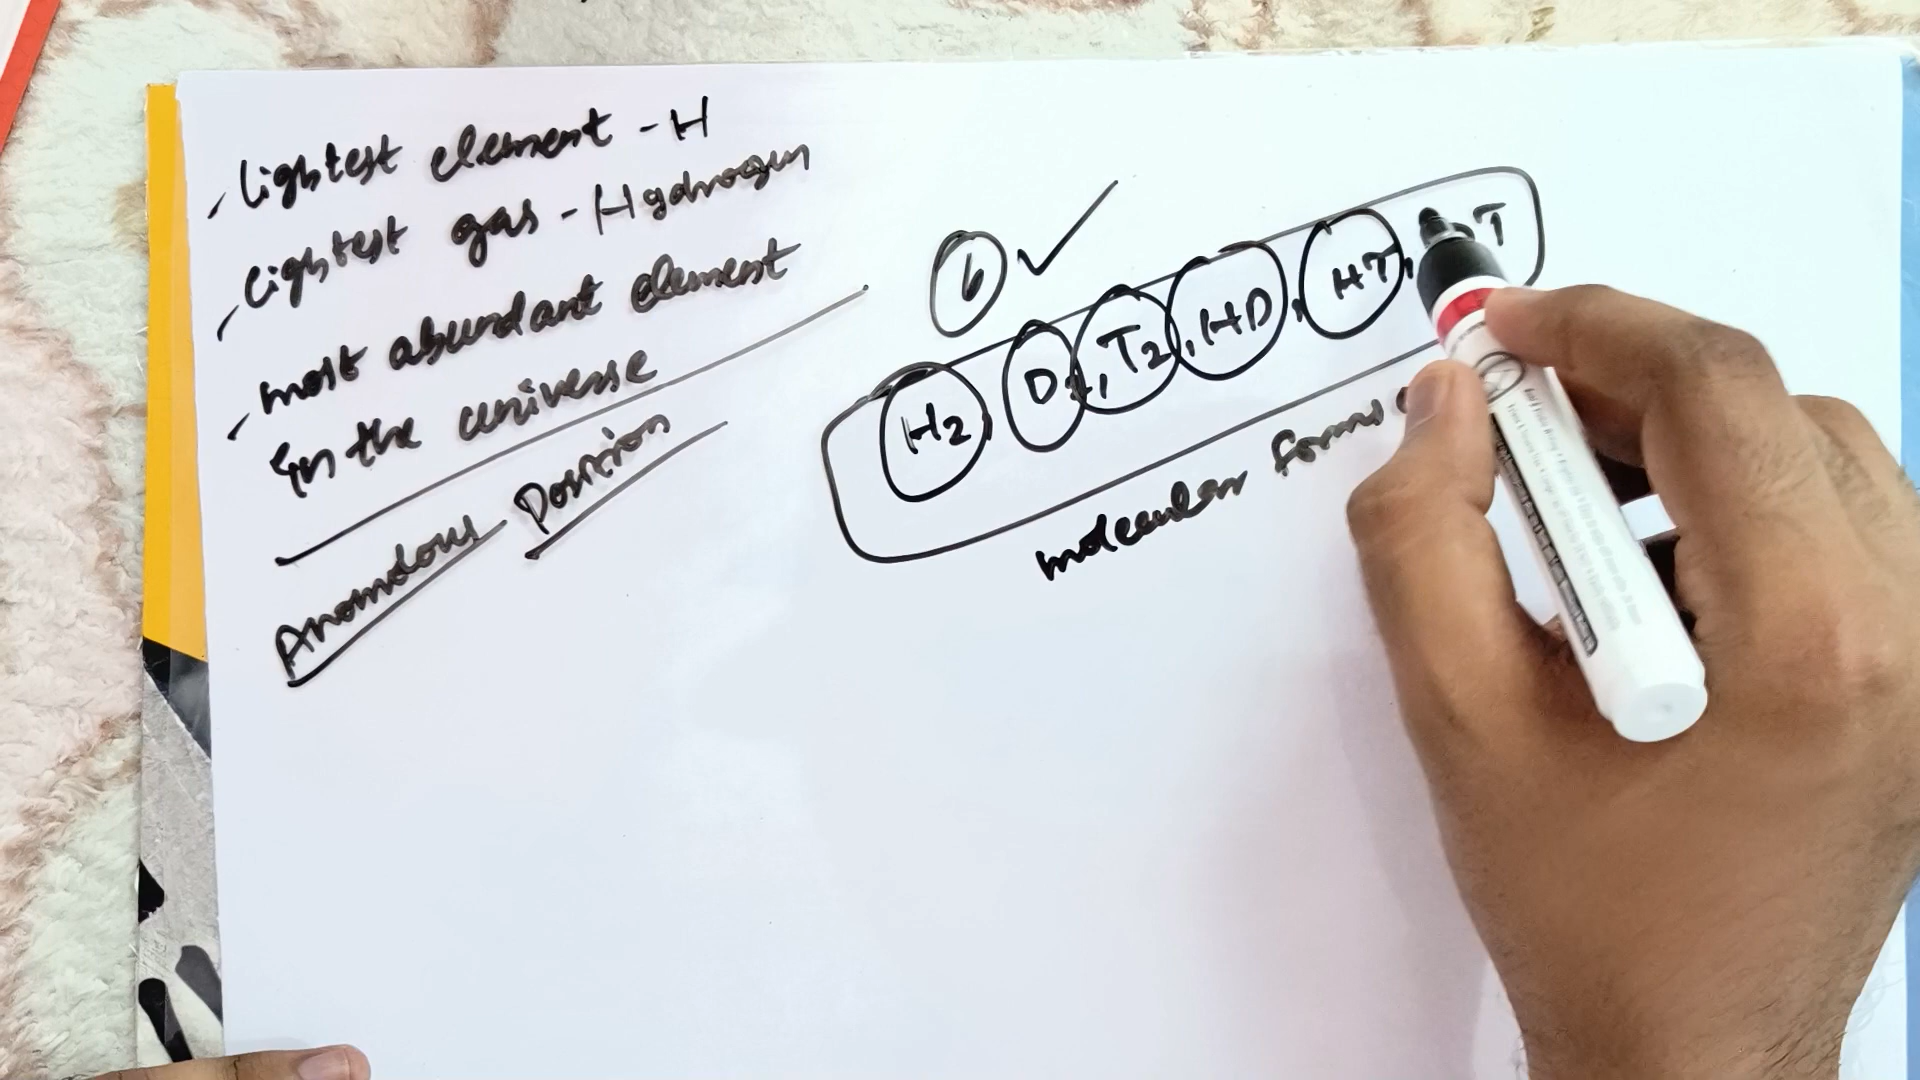 lightest element - H
lightest gas - Hydrogen
most abundant element
in the universe
Anomalous Position
6
H2, D2, T2, HD, HT, DT
molecular forms